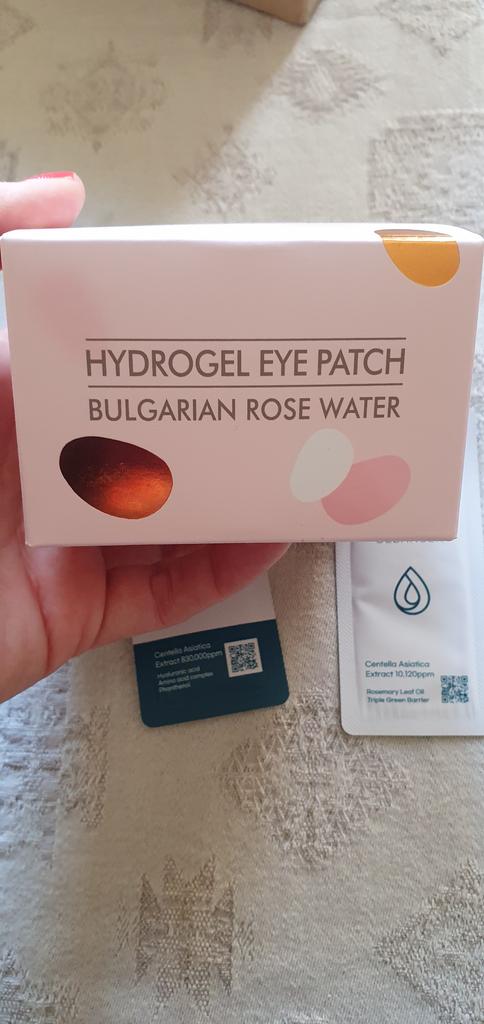 HYDROGEL EYE PATCH
BULGARIAN ROSE WATER
Centella Asiatica
Extract 830,000ppm
Hyaluronic acid
Amino acid complex
Phanthenol
Centella Asiatica
Extract 10,120ppm
Rosemary Leaf Oil
Triple Green Barrier